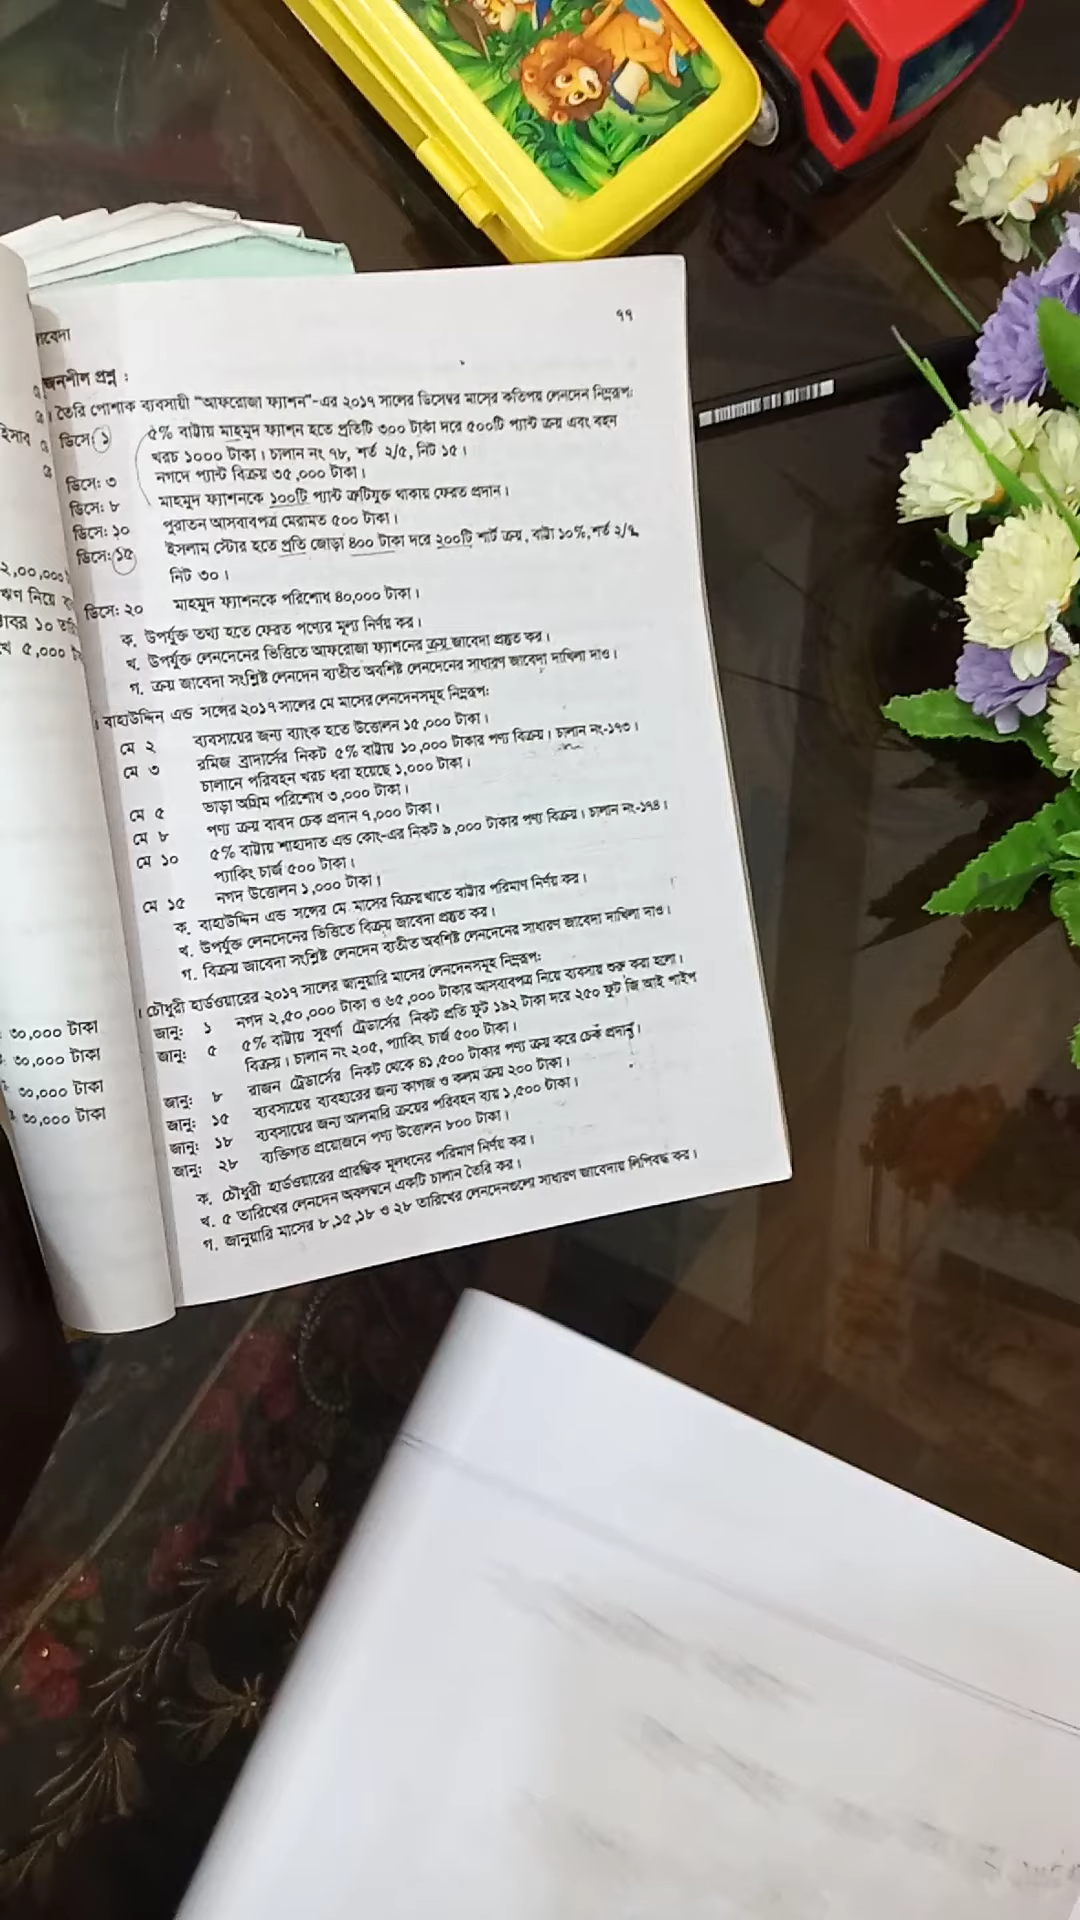 ৭৭
জনশীল প্রশ্ন :
। তৈরি পোশাক ব্যবসায়ী "আফরোজা ফ্যাশন"-এর ২০১৭ সালের ডিসেম্বর মাসের কতিপয় লেনদেন নিম্নরূপ:
ডিসে: ১ ৫% বাট্টায় মাহমুদ ফ্যাশন হতে প্রতিটি ৩০০ টাকা দরে ৫০০টি প্যান্ট ক্রয় এবং বহন
খরচ ১০০০ টাকা। চালান নং ৭৮, শর্ত ২/৫, নিট ১৫।
ডিসে: ৩ নগদে প্যান্ট বিক্রয় ৩৫,০০০ টাকা।
ডিসে: ৮ মাহমুদ ফ্যাশনকে ১০০টি প্যান্ট ত্রুটিযুক্ত থাকায় ফেরত প্রদান।
ডিসে: ১০ পুরাতন আসবাবপত্র মেরামত ৫০০ টাকা।
ডিসে: ১৫ ইসলাম স্টোর হতে প্রতি জোড়া ৪০০ টাকা দরে ২০০টি শার্ট ক্রয়, বাট্টা ১০%, শর্ত ২/
নিট ৩০।
ডিসে: ২০ মাহমুদ ফ্যাশনকে পরিশোধ ৪০,০০০ টাকা।
ক. উপর্যুক্ত তথ্য হতে ফেরত পণ্যের মূল্য নির্ণয় কর।
খ. উপর্যুক্ত লেনদেনের ভিত্তিতে আফরোজা ফ্যাশনের ক্রয় জাবেদা প্রস্তুত কর।
গ. ক্রয় জাবেদা সংশ্লিষ্ট লেনদেন ব্যতীত অবশিষ্ট লেনদেনের সাধারণ জাবেদা দাখিলা দাও।
। বাহাউদ্দিন এন্ড সন্সের ২০১৭ সালের মে মাসের লেনদেনসমূহ নিম্নরূপ:
মে ২ ব্যবসায়ের জন্য ব্যাংক হতে উত্তোলন ১৫,০০০ টাকা।
মে ৩ রমিজ ব্রাদার্সের নিকট ৫% বাট্টায় ১০,০০০ টাকার পণ্য বিক্রয়। চালান নং-১৭৩।
চালানে পরিবহন খরচ ধরা হয়েছে ১,০০০ টাকা।
মে ৫ ভাড়া অগ্রিম পরিশোধ ৩,০০০ টাকা।
মে ৮ পণ্য ক্রয় বাবদ চেক প্রদান ৭,০০০ টাকা।
মে ১০ ৫% বাট্টায় শাহাদাত এন্ড কোং-এর নিকট ৯,০০০ টাকার পণ্য বিক্রয়। চালান নং-১৭৪।
প্যাকিং চার্জ ৫০০ টাকা।
মে ১৫ নগদ উত্তোলন ১,০০০ টাকা।
ক. বাহাউদ্দিন এন্ড সন্সের মে মাসের বিক্রয়খাতে বাট্টার পরিমাণ নির্ণয় কর।
খ. উপর্যুক্ত লেনদেনের ভিত্তিতে বিক্রয় জাবেদা প্রস্তুত কর।
গ. বিক্রয় জাবেদা সংশ্লিষ্ট লেনদেন ব্যতীত অবশিষ্ট লেনদেনের সাধারণ জাবেদা দাখিলা দাও।
। চৌধুরী হার্ডওয়ারের ২০১৭ সালের জানুয়ারি মাসের লেনদেনসমূহ নিম্নরূপ:
জানু: ১ নগদ ২,৫০,০০০ টাকা ও ৬৫,০০০ টাকার আসবাবপত্র নিয়ে ব্যবসায় শুরু করা হলো।
জানু: ৫ ৫% বাট্টায় সুবর্ণা ট্রেডার্সের নিকট প্রতি ফুট ১৯২ টাকা দরে ২৫০ ফুট জি আই পাইপ
বিক্রয়। চালান নং ২০৫, প্যাকিং চার্জ ৫০০ টাকা।
জানু: ৮ রাজন ট্রেডার্সের নিকট থেকে ৪১,৫০০ টাকার পণ্য ক্রয় করে চেক প্রদান।
জানু: ১৫ ব্যবসায়ের ব্যবহারের জন্য কাগজ ও কলম ক্রয় ২০০ টাকা।
জানু: ১৮ ব্যবসায়ের জন্য আলমারি ক্রয়ের পরিবহন ব্যয় ১,৫০০ টাকা।
জানু: ২৮ ব্যক্তিগত প্রয়োজনে পণ্য উত্তোলন ৮০০ টাকা।
ক. চৌধুরী হার্ডওয়ারের প্রারম্ভিক মূলধনের পরিমাণ নির্ণয় কর।
খ. ৫ তারিখের লেনদেন অবলম্বনে একটি চালান তৈরি কর।
গ. জানুয়ারি মাসের ৮,১৫,১৮ ও ২৮ তারিখের লেনদেনগুলো সাধারণ জাবেদায় লিপিবদ্ধ কর।
২,০০,০০০
ঋণ নিয়ে
৫,০০০
৩০,০০০ টাকা
৩০,০০০ টাকা
৩০,০০০ টাকা
৩০,০০০ টাকা